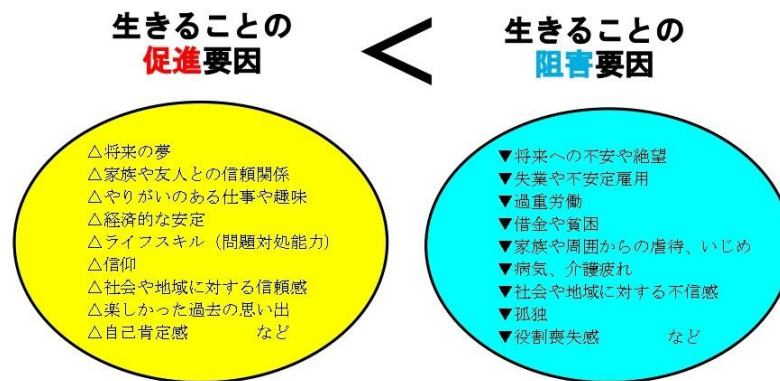 生きることの
促進要因
＜
生きることの
阻害要因
△将来の夢
△家族や友人との信頼関係
△やりがいのある仕事や趣味
△経済的な安定
△ライフスキル（問題対処能力）
△信仰
△社会や地域に対する信頼感
△楽しかった過去の思い出
△自己肯定感　　　など
▼将来への不安や絶望
▼失業や不安定雇用
▼過重労働
▼借金や貧困
▼家族や周囲からの虐待、いじめ
▼病気、介護疲れ
▼社会や地域に対する不信感
▼孤独
▼役割喪失感　　　など